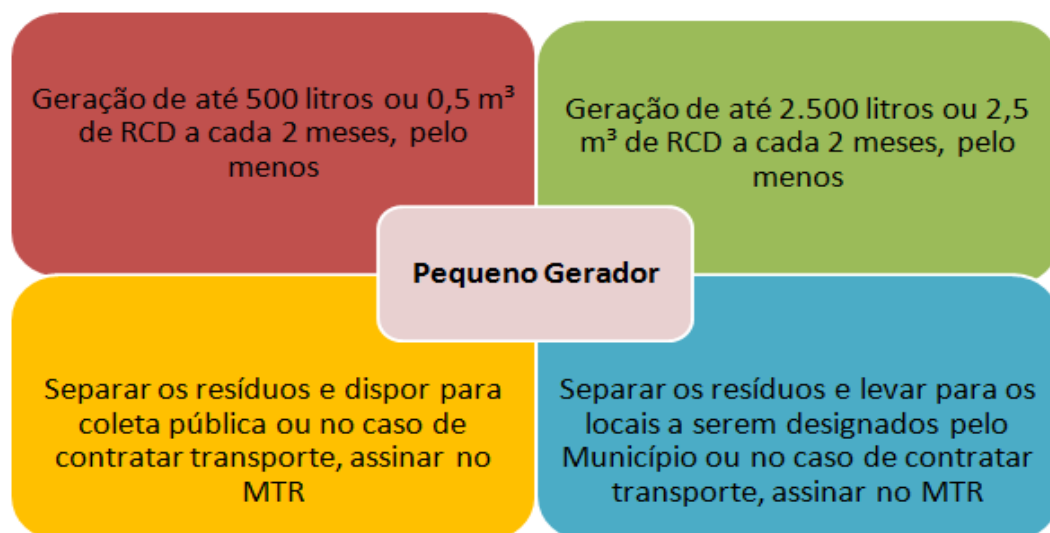 Geração de até 500 litros ou 0,5 m³
de RCD a cada 2 meses, pelo
menos
Geração de até 2.500 litros ou 2,5
m³ de RCD a cada 2 meses, pelo
menos
Pequeno Gerador
Separar os resíduos e dispor para
coleta pública ou no caso de
contratar transporte, assinar no
MTR
Separar os resíduos e levar para os
locais a serem designados pelo
Município ou no caso de contratar
transporte, assinar no MTR